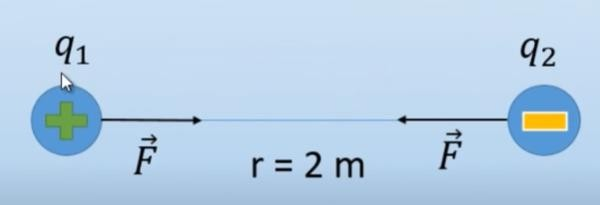 q₁
q₂
F⃗
r = 2 m
F⃗